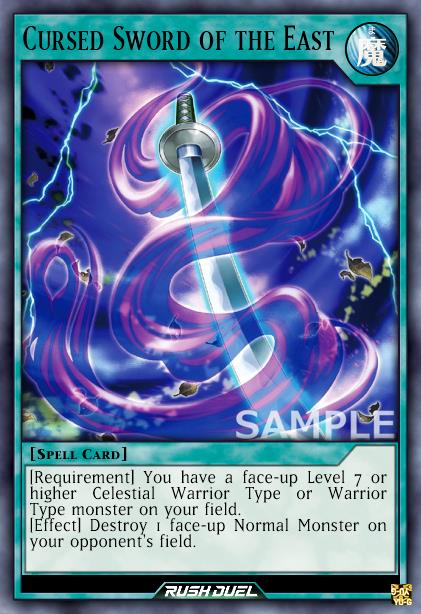 CURSED SWORD OF THE EAST
ま
魔
SAMPLE
[SPELL CARD]
[Requirement] You have a face-up Level 7 or
higher Celestial Warrior Type or Warrior
Type monster on your field.
[Effect] Destroy 1 face-up Normal Monster on
your opponent's field.
RUSH DUEL